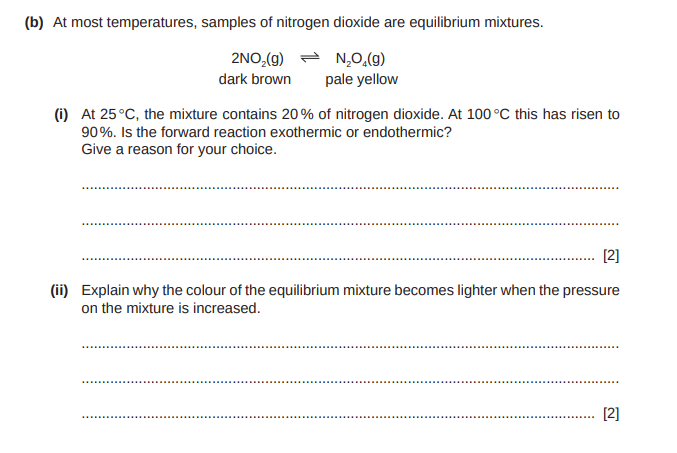 (b) At most temperatures, samples of nitrogen dioxide are equilibrium mixtures.
2NO₂(g) ⇌ N₂O₄(g)
dark brown pale yellow
(i) At 25 °C, the mixture contains 20 % of nitrogen dioxide. At 100 °C this has risen to
90 %. Is the forward reaction exothermic or endothermic?
Give a reason for your choice.
[2]
(ii) Explain why the colour of the equilibrium mixture becomes lighter when the pressure
on the mixture is increased.
[2]